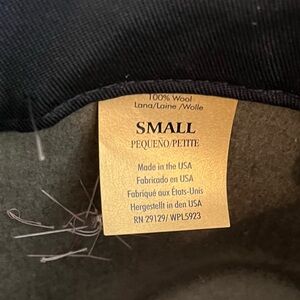 100% Wool
Lana/Laine/Wolle
SMALL
PEQUENO/PETITE
Made in the USA
Fabricado en USA
Fabriqué aux États-Unis
Hergestellt in den USA
RN 29129/ WPL5923